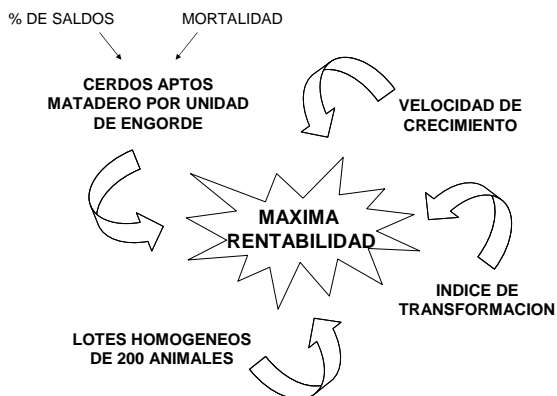 % DE SALDOS
MORTALIDAD
CERDOS APTOS
MATADERO POR UNIDAD
DE ENGORDE
VELOCIDAD DE
CRECIMIENTO
MAXIMA
RENTABILIDAD
INDICE DE
TRANSFORMACION
LOTES HOMOGENEOS
DE 200 ANIMALES